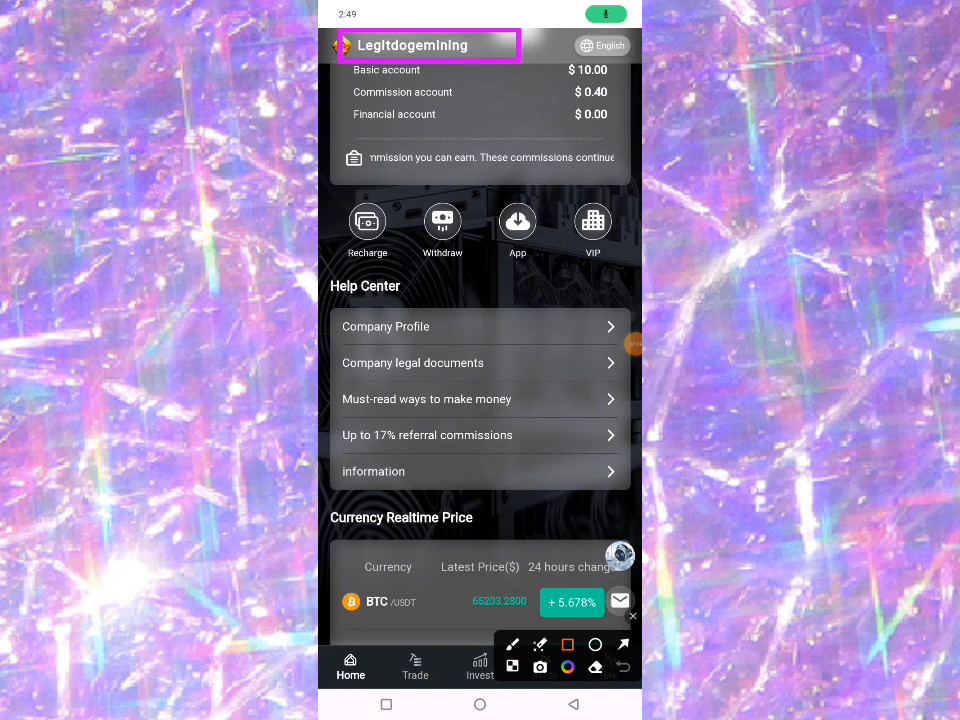 2:49
Legitdogemining
English
Basic account $ 10.00
Commission account $ 0.40
Financial account $ 0.00
mmission you can earn. These commissions continue
Recharge Withdraw App VIP
Help Center
Company Profile
Company legal documents
Must-read ways to make money
Up to 17% referral commissions
information
Currency Realtime Price
Currency Latest Price($) 24 hours change
BTC /USDT 65203.2800 + 5.678%
Home Trade Invest